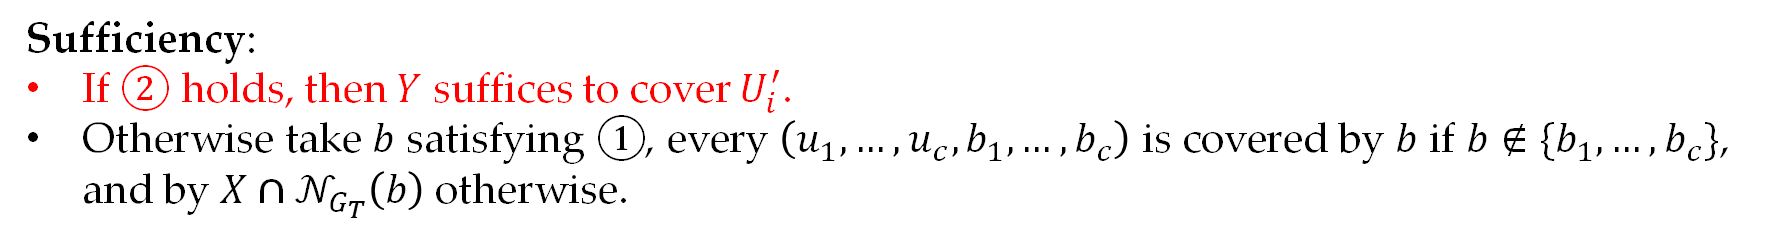 Sufficiency:
• If ② holds, then Y suffices to cover U′ᵢ.
• Otherwise take b satisfying ①, every (u₁, … , u_c, b₁, … , b_c) is covered by b if b ∉ {b₁, … , b_c},
and by X ∩ 𝒩_{G_T}(b) otherwise.